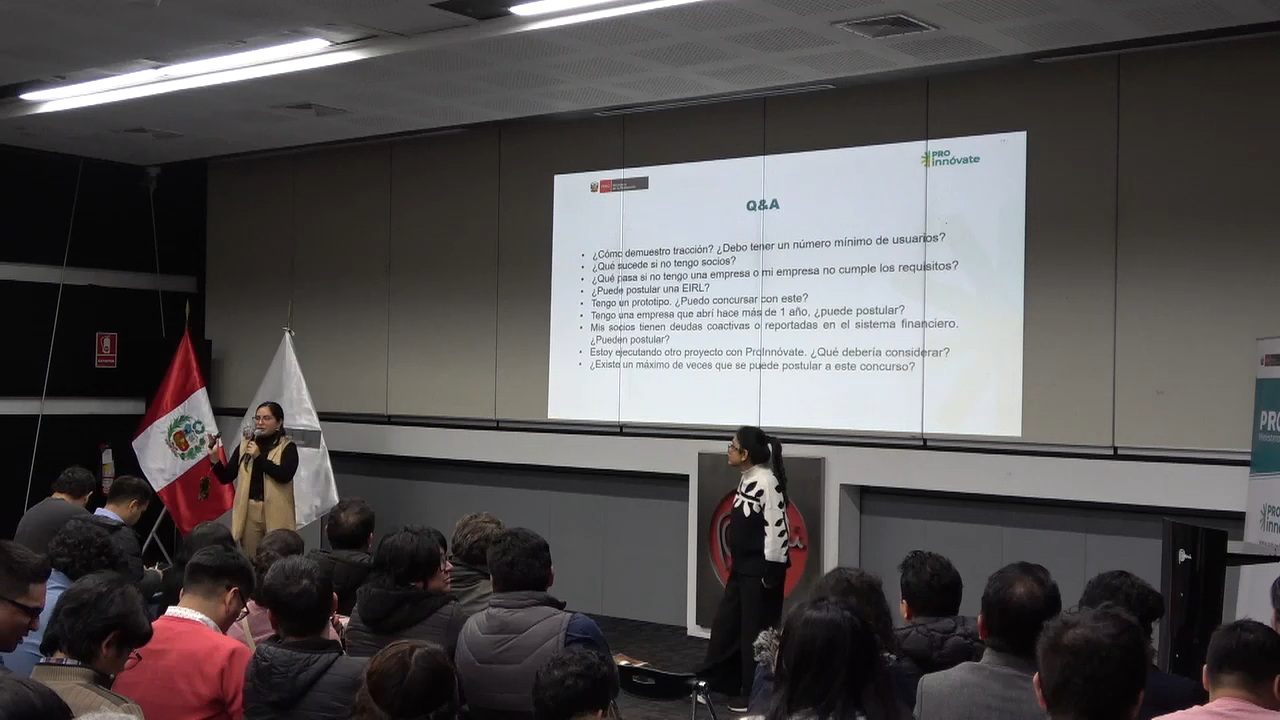 PRO
innóvate
PERÚ
Q&A
• ¿Cómo demuestro tracción? ¿Debo tener un número mínimo de usuarios?
• ¿Qué sucede si no tengo socios?
• ¿Qué pasa si no tengo una empresa o mi empresa no cumple los requisitos?
• ¿Puede postular una EIRL?
• Tengo un prototipo. ¿Puedo concursar con este?
• Tengo una empresa que abrí hace más de 1 año, ¿puede postular?
• Mis socios tienen deudas coactivas o reportadas en el sistema financiero.
¿Pueden postular?
• Estoy ejecutando otro proyecto con ProInnóvate. ¿Qué debería considerar?
• ¿Existe un máximo de veces que se puede postular a este concurso?